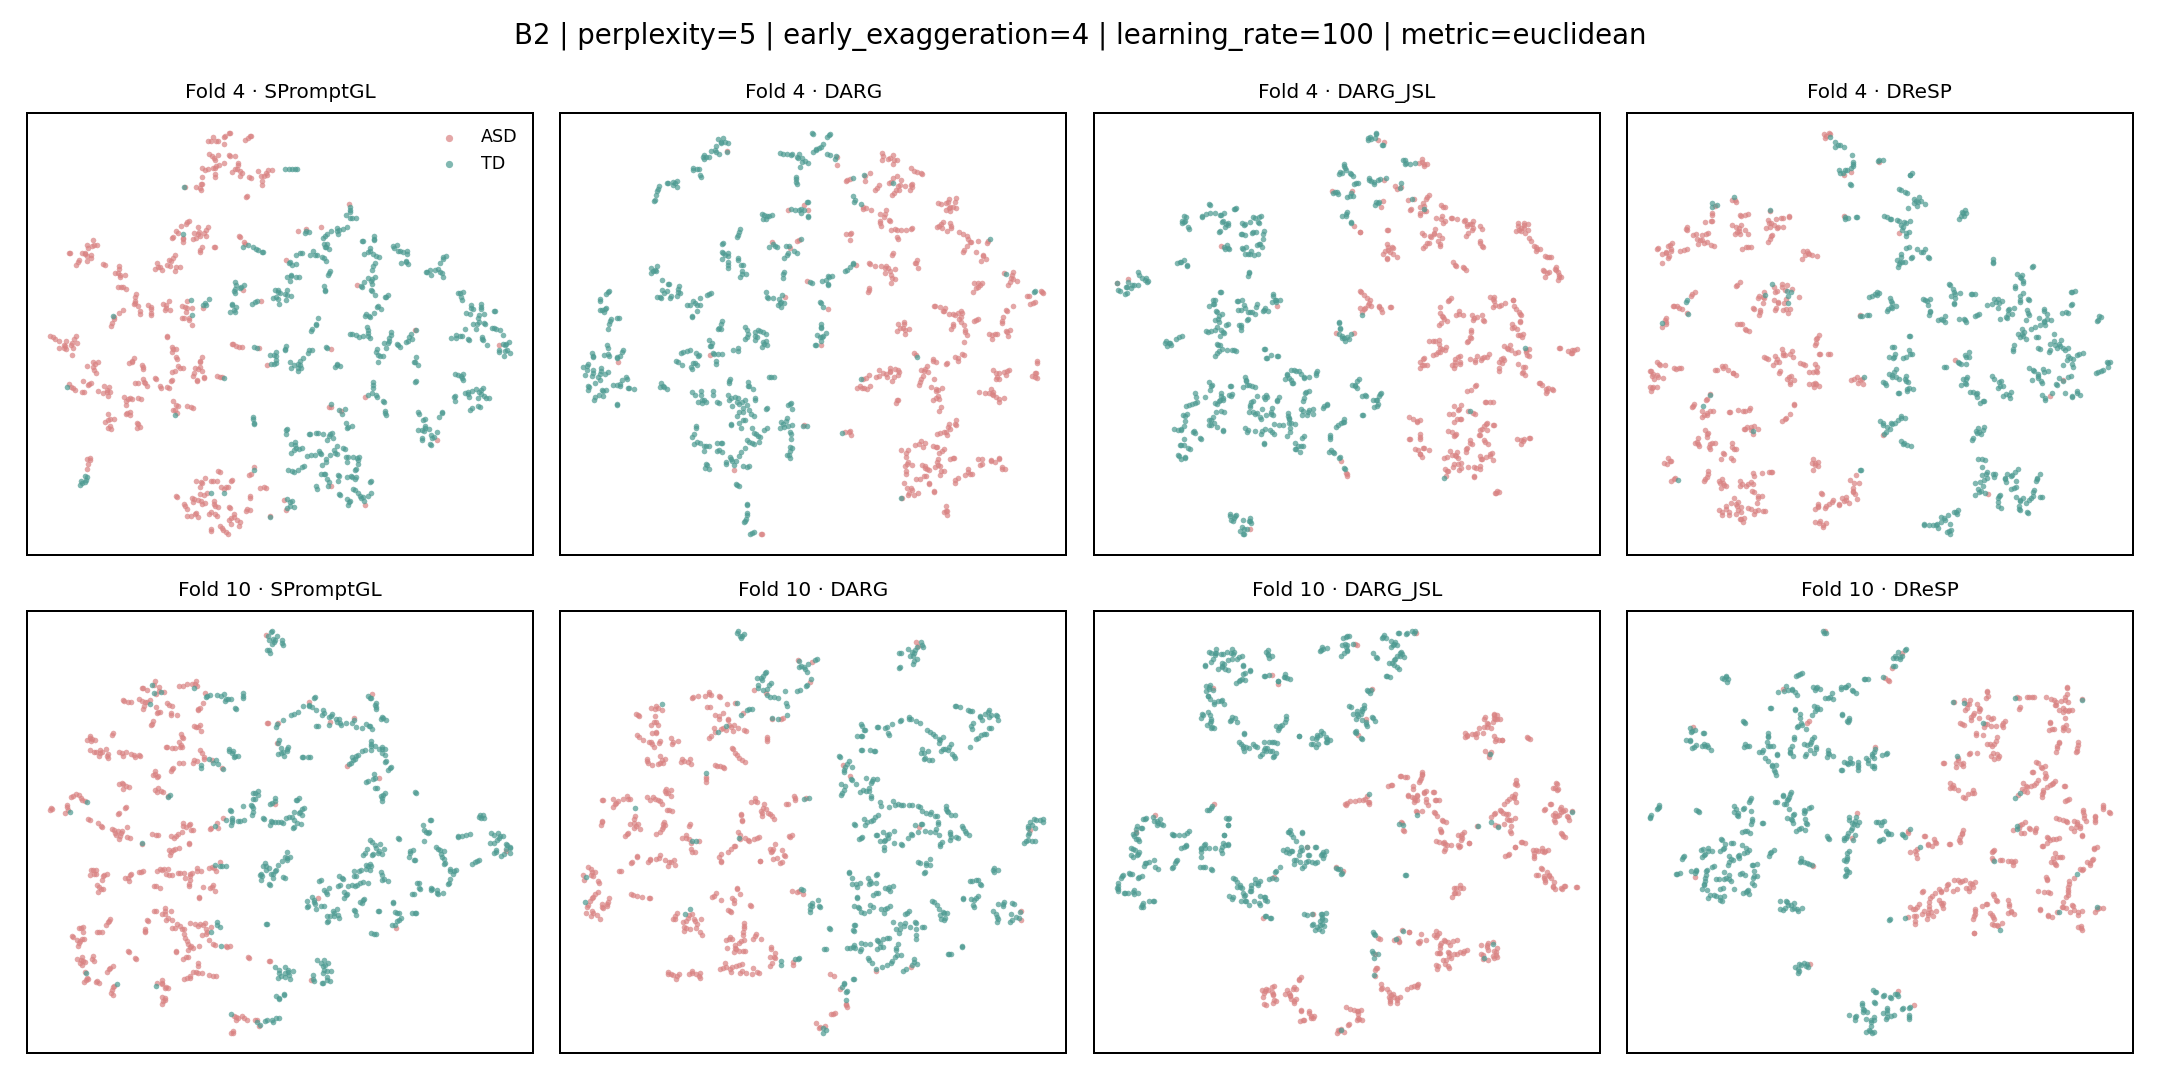 B2 | perplexity=5 | early_exaggeration=4 | learning_rate=100 | metric=euclidean
Fold 4 · SPromptGL
Fold 4 · DARG
Fold 4 · DARG_JSL
Fold 4 · DReSP
ASD
TD
Fold 10 · SPromptGL
Fold 10 · DARG
Fold 10 · DARG_JSL
Fold 10 · DReSP